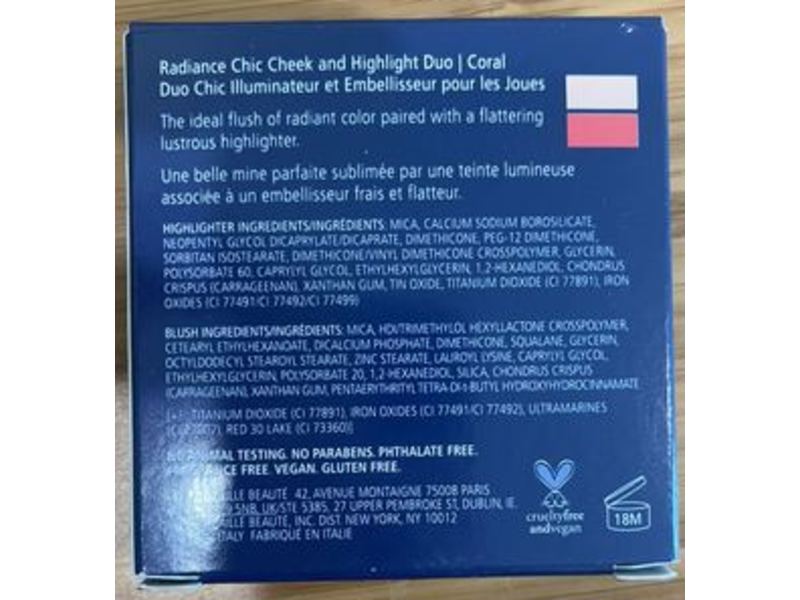 Radiance Chic Cheek and Highlight Duo | Coral
Duo Chic Illuminateur et Embellisseur pour les Joues
The ideal flush of radiant color paired with a flattering
lustrous highlighter.
Une belle mine parfaite sublimée par une teinte lumineuse
associée à un embellisseur frais et flatteur.
HIGHLIGHTER INGREDIENTS/INGRÉDIENTS: MICA, CALCIUM SODIUM BOROSILICATE,
NEOPENTYL GLYCOL DICAPRYLATE/DICAPRATE, DIMETHICONE, PEG-12 DIMETHICONE,
SORBITAN ISOSTEARATE, DIMETHICONE/VINYL DIMETHICONE CROSSPOLYMER, GLYCERIN,
POLYSORBATE 60, CAPRYLYL GLYCOL, ETHYLHEXYLGLYCERIN, 1,2-HEXANEDIOL, CHONDRUS
CRISPUS (CARRAGEENAN), XANTHAN GUM, TIN OXIDE, TITANIUM DIOXIDE (CI 77891), IRON
OXIDES (CI 77491/CI 77492/CI 77499)
BLUSH INGREDIENTS/INGRÉDIENTS: MICA, HDI/TRIMETHYLOL HEXYLLACTONE CROSSPOLYMER,
CETEARYL ETHYLHEXANOATE, DICALCIUM PHOSPHATE, DIMETHICONE, SQUALANE, GLYCERIN,
OCTYLDODECYL STEAROYL STEARATE, ZINC STEARATE, LAUROYL LYSINE, CAPRYLYL GLYCOL,
ETHYLHEXYLGLYCERIN, POLYSORBATE 20, 1,2-HEXANEDIOL, SILICA, CHONDRUS CRISPUS
(CARRAGEENAN), XANTHAN GUM, PENTAERYTHRITYL TETRA-DI-t-BUTYL HYDROXYHYDROCINNAMATE
TITANIUM DIOXIDE (CI 77891), IRON OXIDES (CI 77491/CI 77492), ULTRAMARINES
RED 30 LAKE (CI 73360)]
TESTING. NO PARABENS. PHTHALATE FREE.
FREE. VEGAN. GLUTEN FREE.
BEAUTÉ 42, AVENUE MONTAIGNE 75008 PARIS
SNB, UK/STE 5385, 27 UPPER PEMBROKE ST, DUBLIN, IE.
BEAUTÉ, INC. DIST. NEW YORK, NY 10012
ITALY FABRIQUÉ EN ITALIE
crueltyfree
andvegan
18M